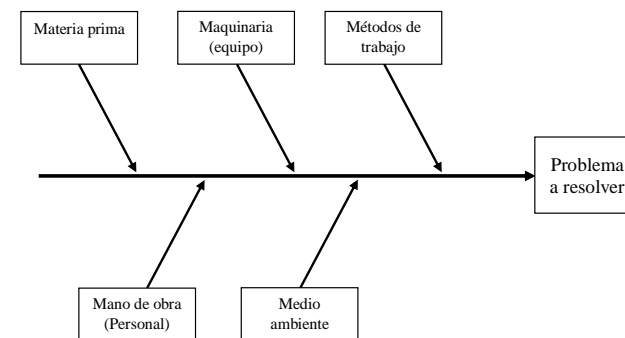 Materia prima
Maquinaria
(equipo)
Métodos de
trabajo
Problema
a resolver
Mano de obra
(Personal)
Medio
ambiente